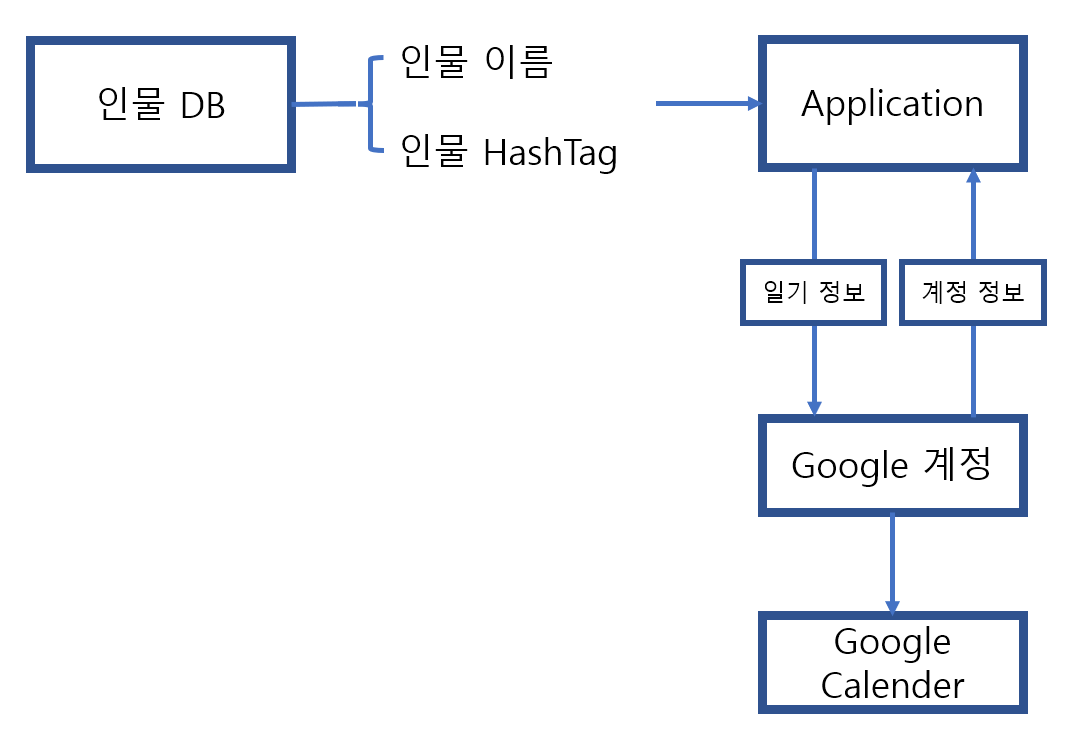 인물 DB
인물 이름
인물 HashTag
Application
일기 정보
계정 정보
Google 계정
Google
Calender